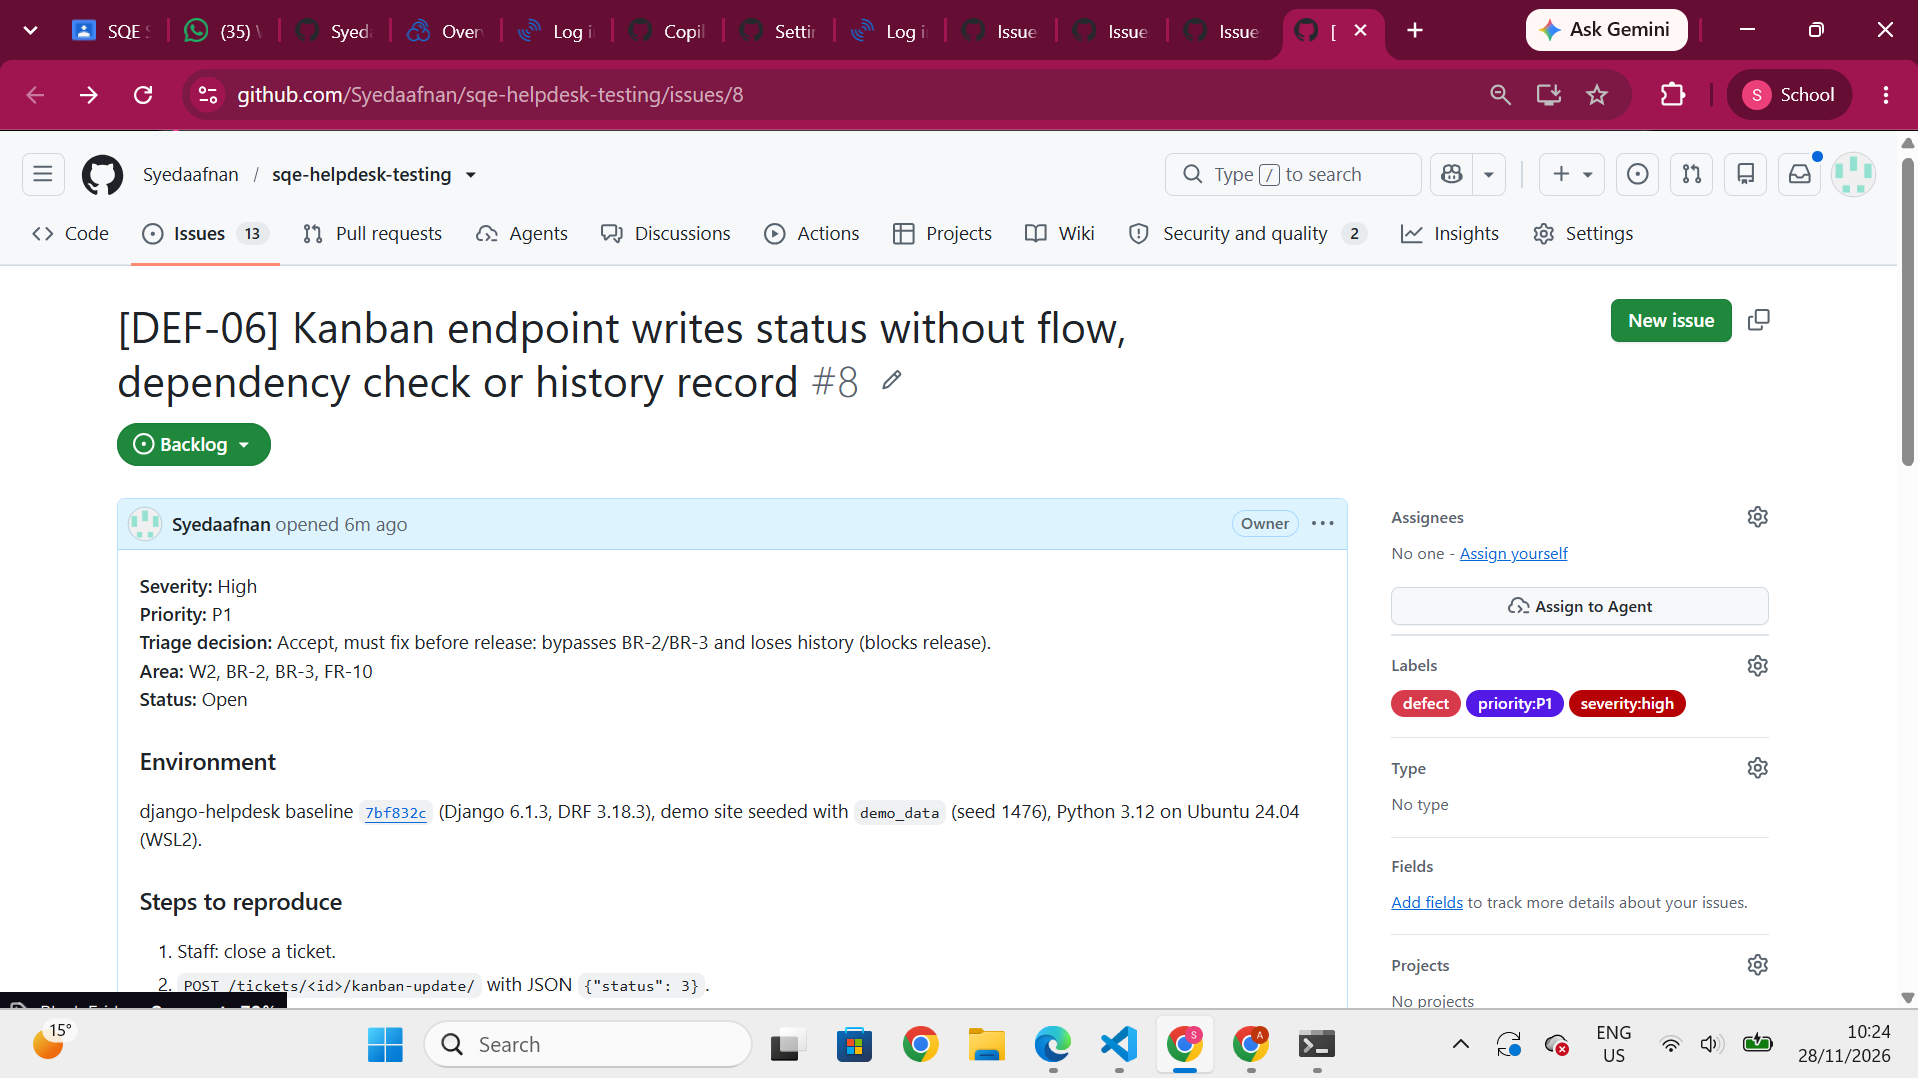 SQE S
(35) W
Syeda
Over
Log i
Copil
Settir
Log i
Issue
Issue
Issue
[
Ask Gemini
github.com/Syedaafnan/sqe-helpdesk-testing/issues/8
S School
Syedaafnan / sqe-helpdesk-testing
Type / to search
Code
Issues 13
Pull requests
Agents
Discussions
Actions
Projects
Wiki
Security and quality 2
Insights
Settings
[DEF-06] Kanban endpoint writes status without flow,
dependency check or history record #8
New issue
Backlog
Syedaafnan opened 6m ago
Owner
Severity: High
Priority: P1
Triage decision: Accept, must fix before release: bypasses BR-2/BR-3 and loses history (blocks release).
Area: W2, BR-2, BR-3, FR-10
Status: Open
Environment
django-helpdesk baseline 7bf832c (Django 6.1.3, DRF 3.18.3), demo site seeded with demo_data (seed 1476), Python 3.12 on Ubuntu 24.04
(WSL2).
Steps to reproduce
1. Staff: close a ticket.
2. POST /tickets/<id>/kanban-update/ with JSON {"status": 3}.
Assignees
No one - Assign yourself
Assign to Agent
Labels
defect priority:P1 severity:high
Type
No type
Fields
Add fields to track more details about your issues.
Projects
No projects
15°
Search
S
A
ENG
US
10:24
28/11/2026